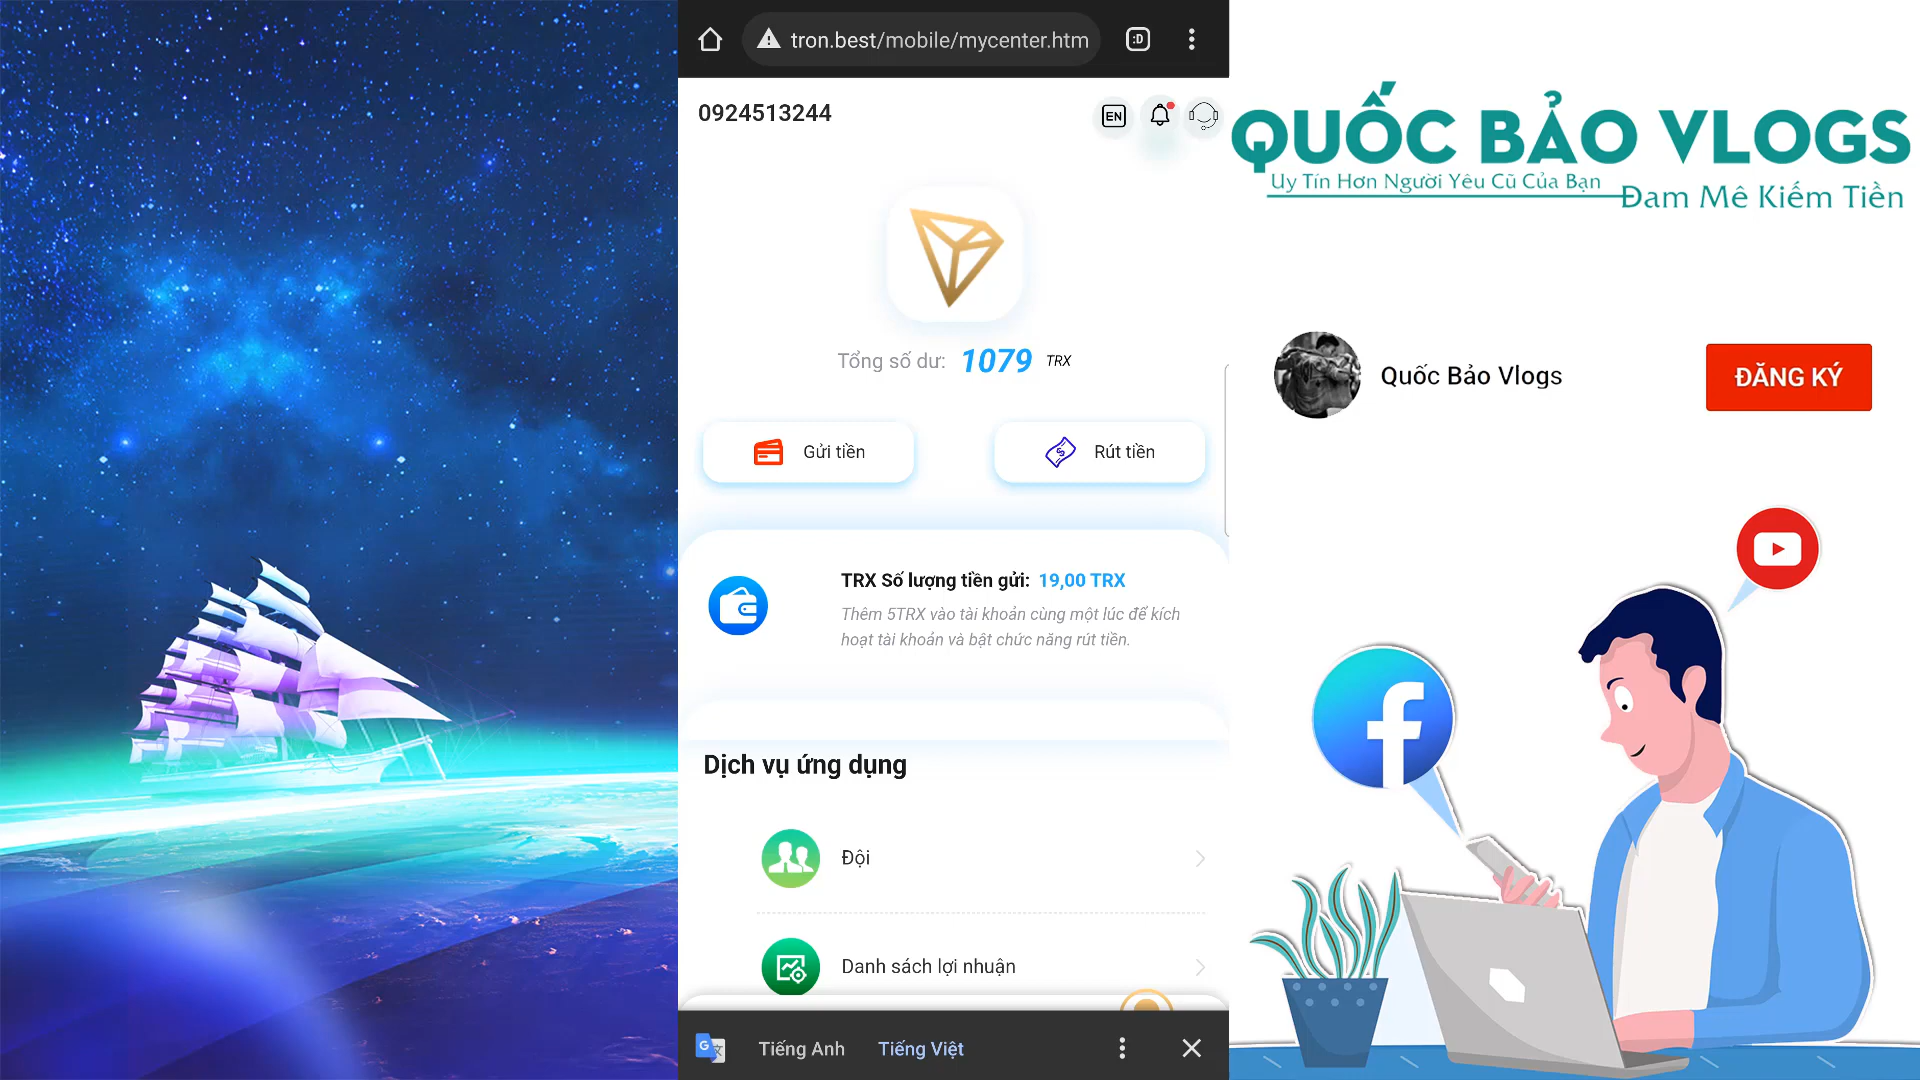 tron.best/mobile/mycenter.htm
:D
0924513244
EN
Tổng số dư: 1079 TRX
Gửi tiền
Rút tiền
TRX Số lượng tiền gửi: 19,00 TRX
Thêm 5TRX vào tài khoản cùng một lúc để kích
hoạt tài khoản và bật chức năng rút tiền.
Dịch vụ ứng dụng
Đội
Danh sách lợi nhuận
G 文
Tiếng Anh
Tiếng Việt
QUỐC BẢO VLOGS
Uy Tín Hơn Người Yêu Cũ Của Bạn
Đam Mê Kiếm Tiền
Quốc Bảo Vlogs
ĐĂNG KÝ
f